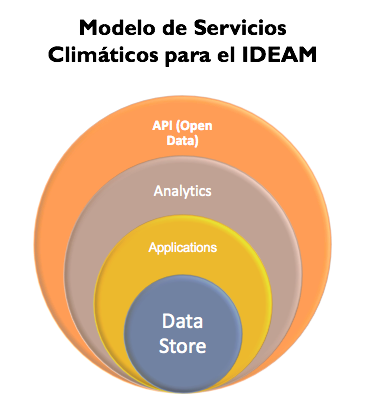 Modelo de Servicios
Climáticos para el IDEAM
API (Open
Data)
Analytics
Applications
Data
Store